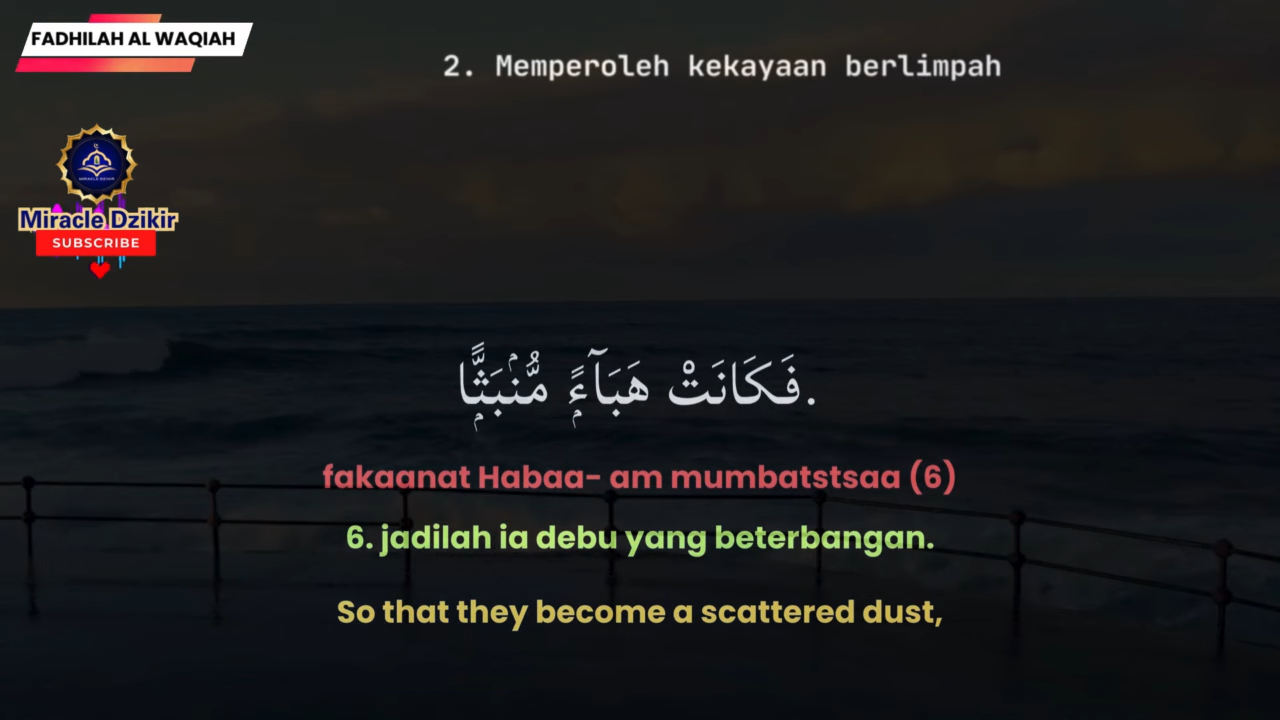 FADHILAH AL WAQIAH
2. Memperoleh kekayaan berlimpah
Miracle Dzikir
SUBSCRIBE
فَكَانَتْ هَبَاۤءً مُّنْۢبَثًّاۙ.
fakaanat Habaa- am mumbatstsaa (6)
6. jadilah ia debu yang beterbangan.
So that they become a scattered dust,